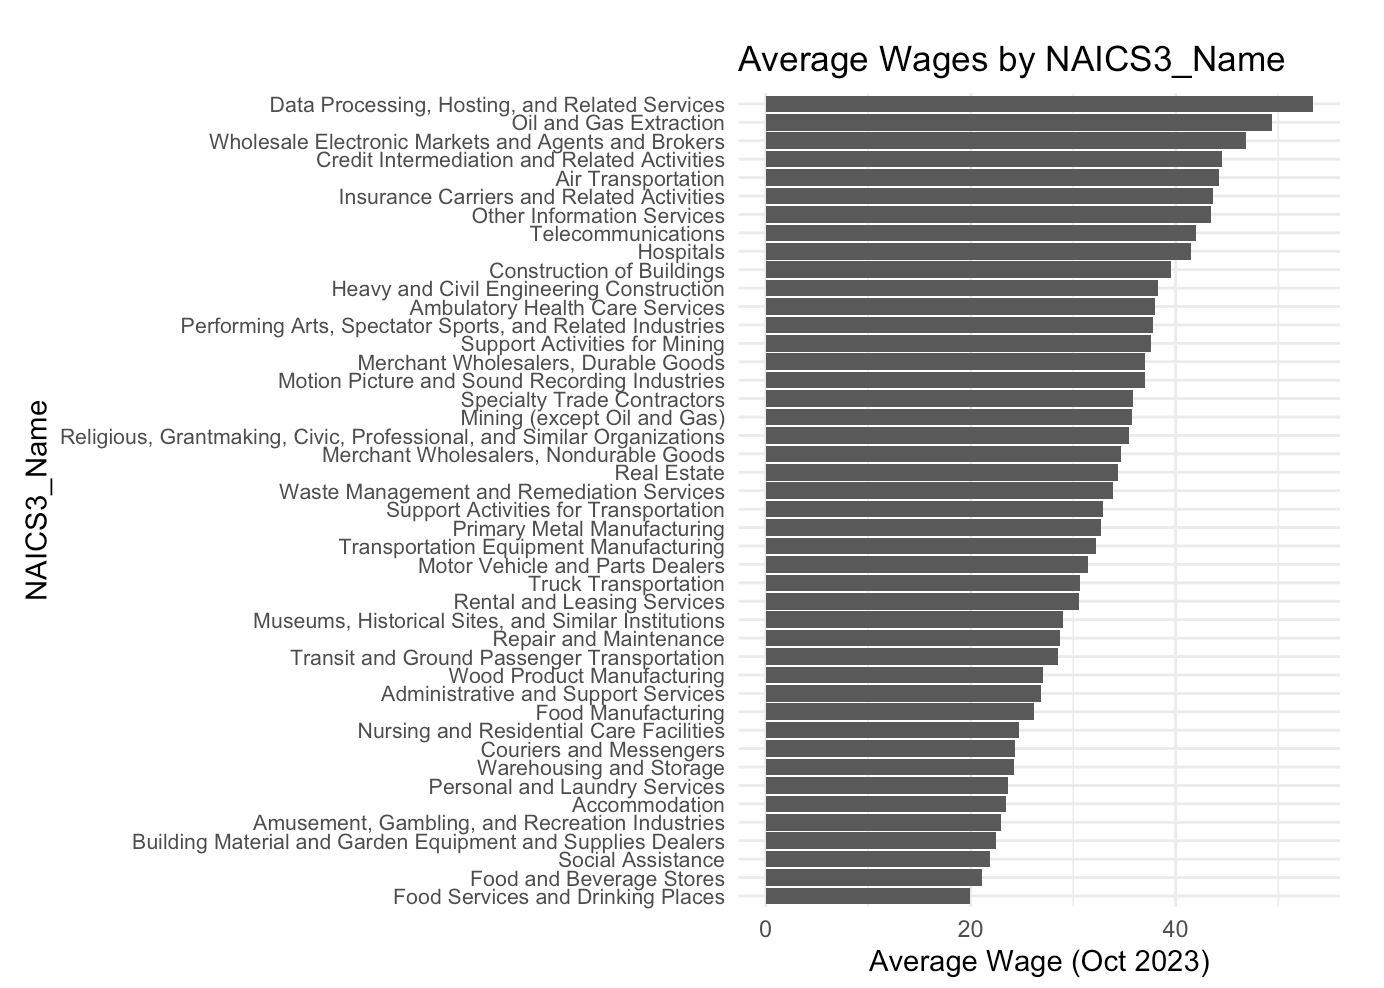 Average Wages by NAICS3_Name
Data Processing, Hosting, and Related Services
Oil and Gas Extraction
Wholesale Electronic Markets and Agents and Brokers
Credit Intermediation and Related Activities
Air Transportation
Insurance Carriers and Related Activities
Other Information Services
Telecommunications
Hospitals
Construction of Buildings
Heavy and Civil Engineering Construction
Ambulatory Health Care Services
Performing Arts, Spectator Sports, and Related Industries
Support Activities for Mining
Merchant Wholesalers, Durable Goods
Motion Picture and Sound Recording Industries
Specialty Trade Contractors
Mining (except Oil and Gas)
Religious, Grantmaking, Civic, Professional, and Similar Organizations
Merchant Wholesalers, Nondurable Goods
Real Estate
Waste Management and Remediation Services
Support Activities for Transportation
Primary Metal Manufacturing
Transportation Equipment Manufacturing
Motor Vehicle and Parts Dealers
Truck Transportation
Rental and Leasing Services
Museums, Historical Sites, and Similar Institutions
Repair and Maintenance
Transit and Ground Passenger Transportation
Wood Product Manufacturing
Administrative and Support Services
Food Manufacturing
Nursing and Residential Care Facilities
Couriers and Messengers
Warehousing and Storage
Personal and Laundry Services
Accommodation
Amusement, Gambling, and Recreation Industries
Building Material and Garden Equipment and Supplies Dealers
Social Assistance
Food and Beverage Stores
Food Services and Drinking Places
NAICS3_Name
0 20 40
Average Wage (Oct 2023)